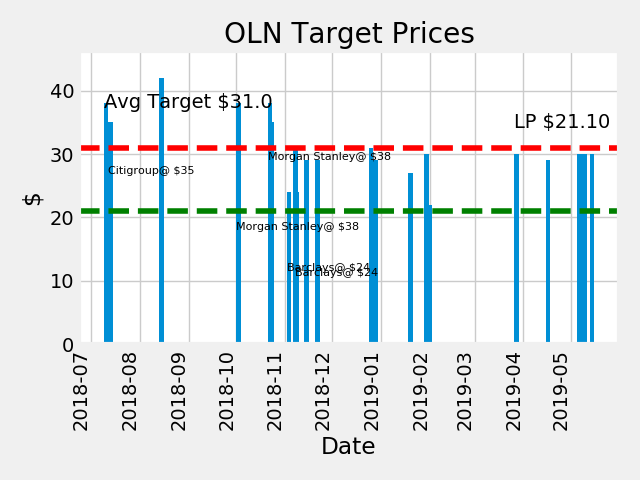 OLN Target Prices
Avg Target $31.0
LP $21.10
Morgan Stanley@ $38
Citigroup@ $35
Morgan Stanley@ $38
Barclays@ $24
Barclays@ $24
$
40
30
20
10
0
2018-07
2018-08
2018-09
2018-10
2018-11
2018-12
2019-01
2019-02
2019-03
2019-04
2019-05
Date